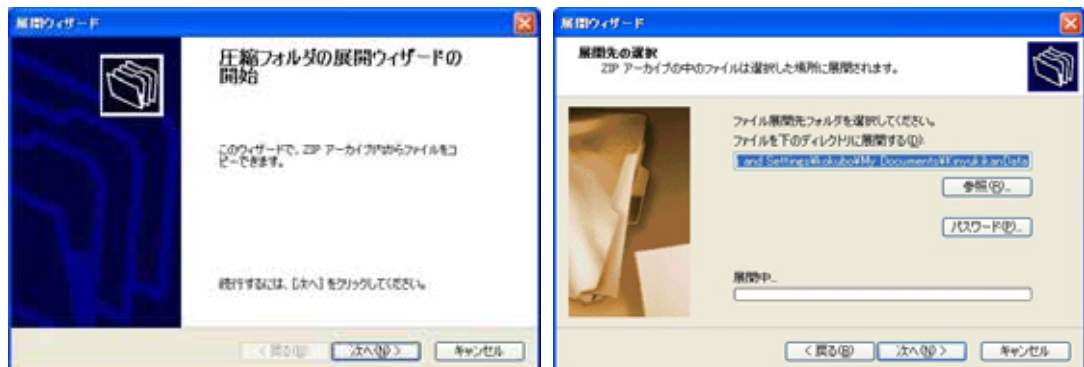 展開ウィザード
圧縮フォルダの展開ウィザードの
開始
このウィザードで、ZIP アーカイブ内からファイルをコ
ピーできます。
続行するには、[次へ] をクリックしてください。
< 戻る(B)
次へ(N) >
キャンセル
展開ウィザード
展開先の選択
ZIP アーカイブの中のファイルは選択した場所に展開されます。
ファイル展開先フォルダを選択してください。
ファイルを下のディレクトリに展開する(D):
and Settings¥kokubo¥My Documents¥KinyukikanData
参照(R)...
パスワード(P)...
展開中...
< 戻る(B)
次へ(N) >
キャンセル